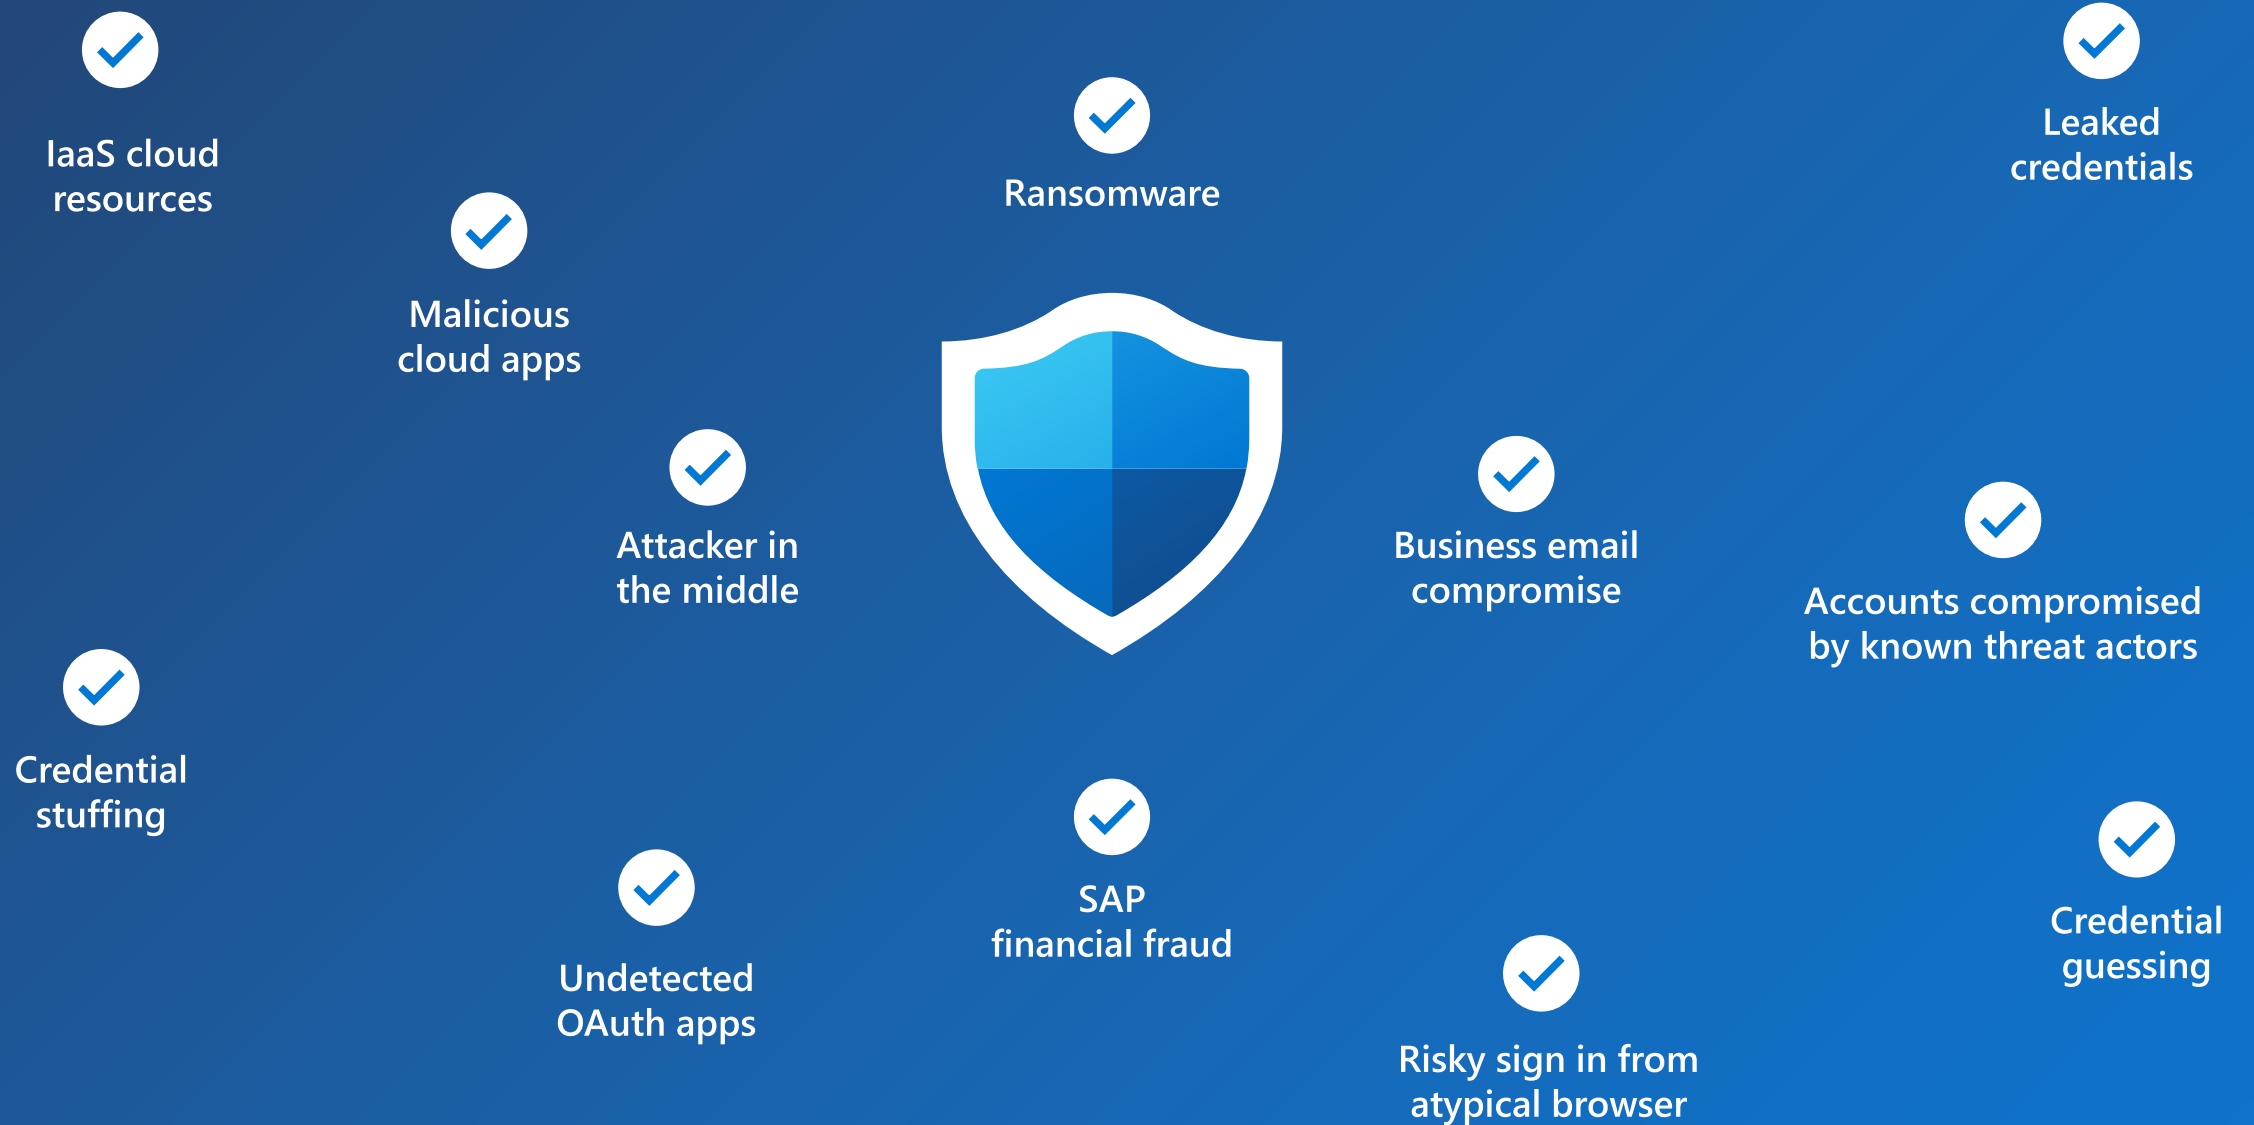 IaaS cloud
resources
Malicious
cloud apps
Ransomware
Leaked
credentials
Attacker in
the middle
Business email
compromise
Accounts compromised
by known threat actors
Credential
stuffing
Undetected
OAuth apps
SAP
financial fraud
Risky sign in from
atypical browser
Credential
guessing